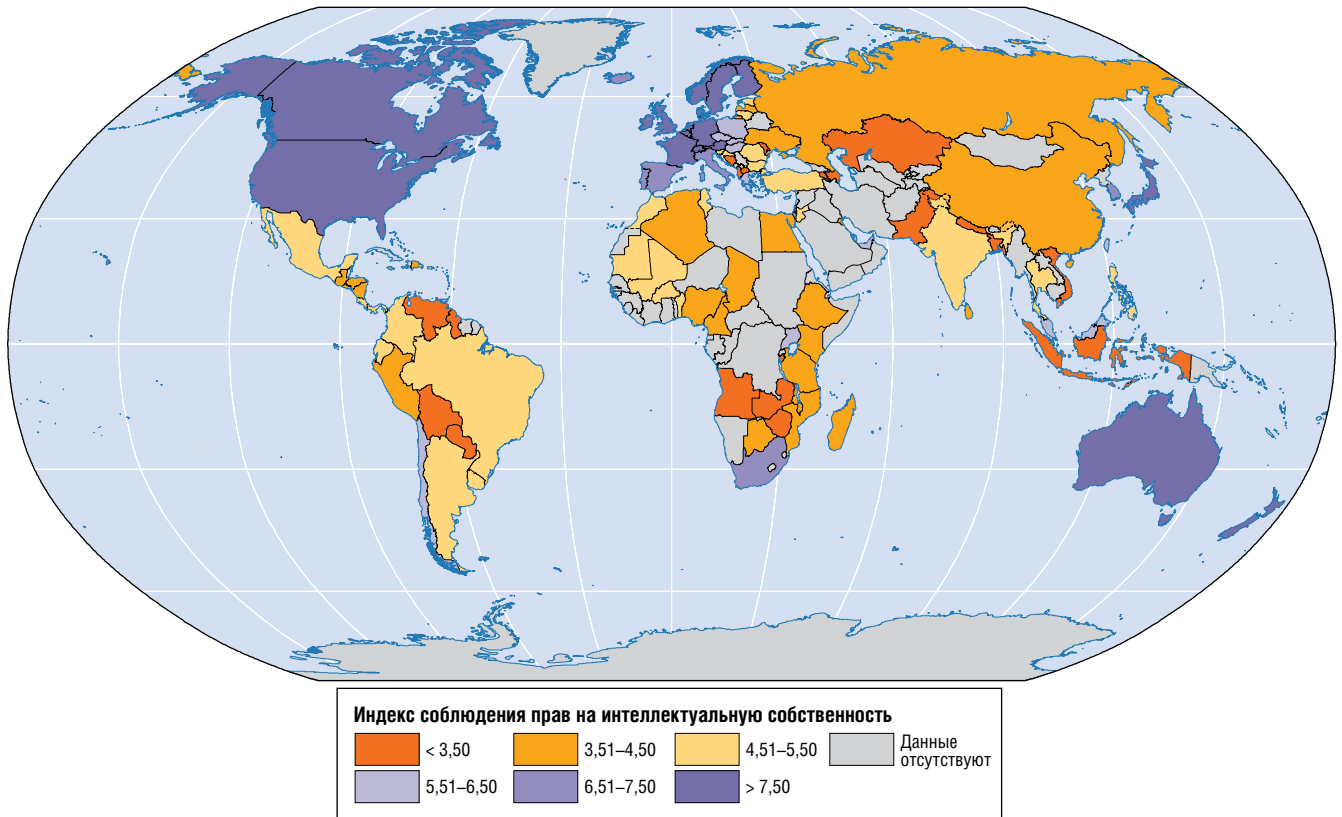 Индекс соблюдения прав на интеллектуальную собственность
< 3,50
3,51–4,50
4,51–5,50
Данные
отсутствуют
5,51–6,50
6,51–7,50
> 7,50